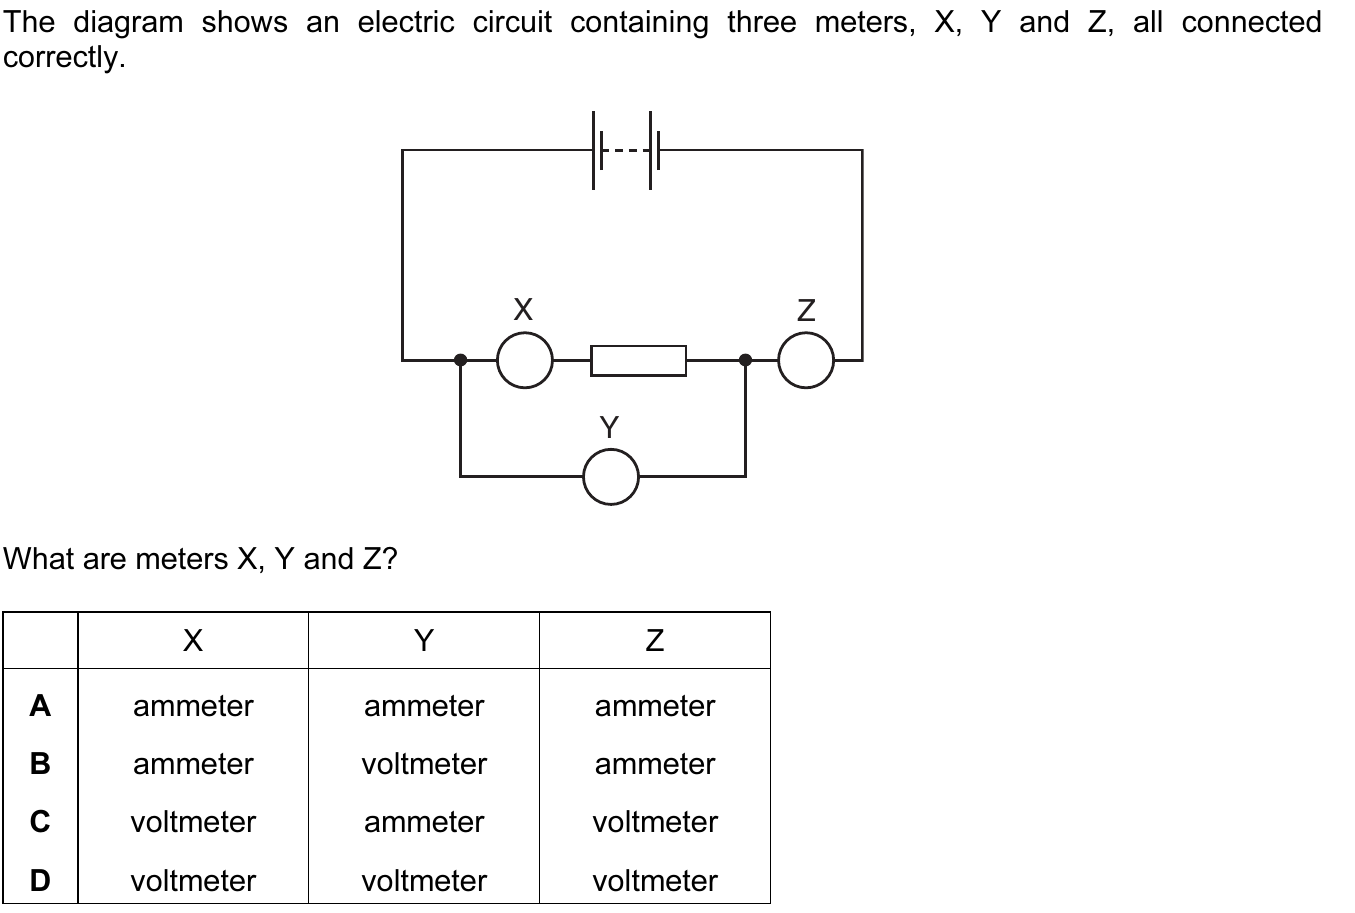 The diagram shows an electric circuit containing three meters, X, Y and Z, all connected
correctly.
X
Z
Y
What are meters X, Y and Z?
X Y Z
A ammeter ammeter ammeter
B ammeter voltmeter ammeter
C voltmeter ammeter voltmeter
D voltmeter voltmeter voltmeter